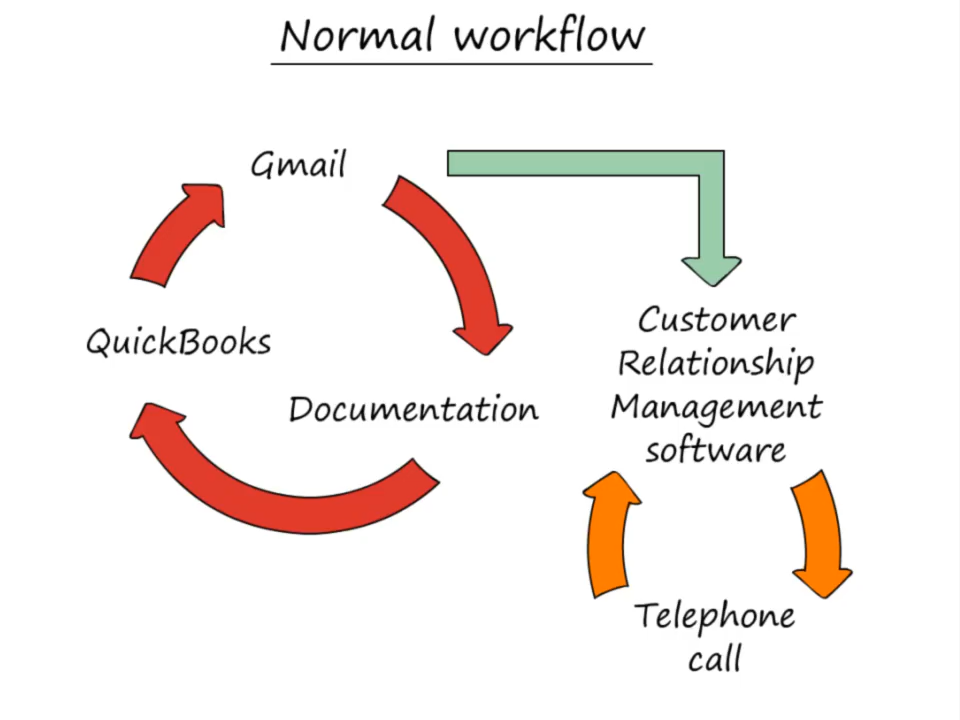 Normal workflow
Gmail
QuickBooks
Documentation
Customer
Relationship
Management
software
Telephone
call